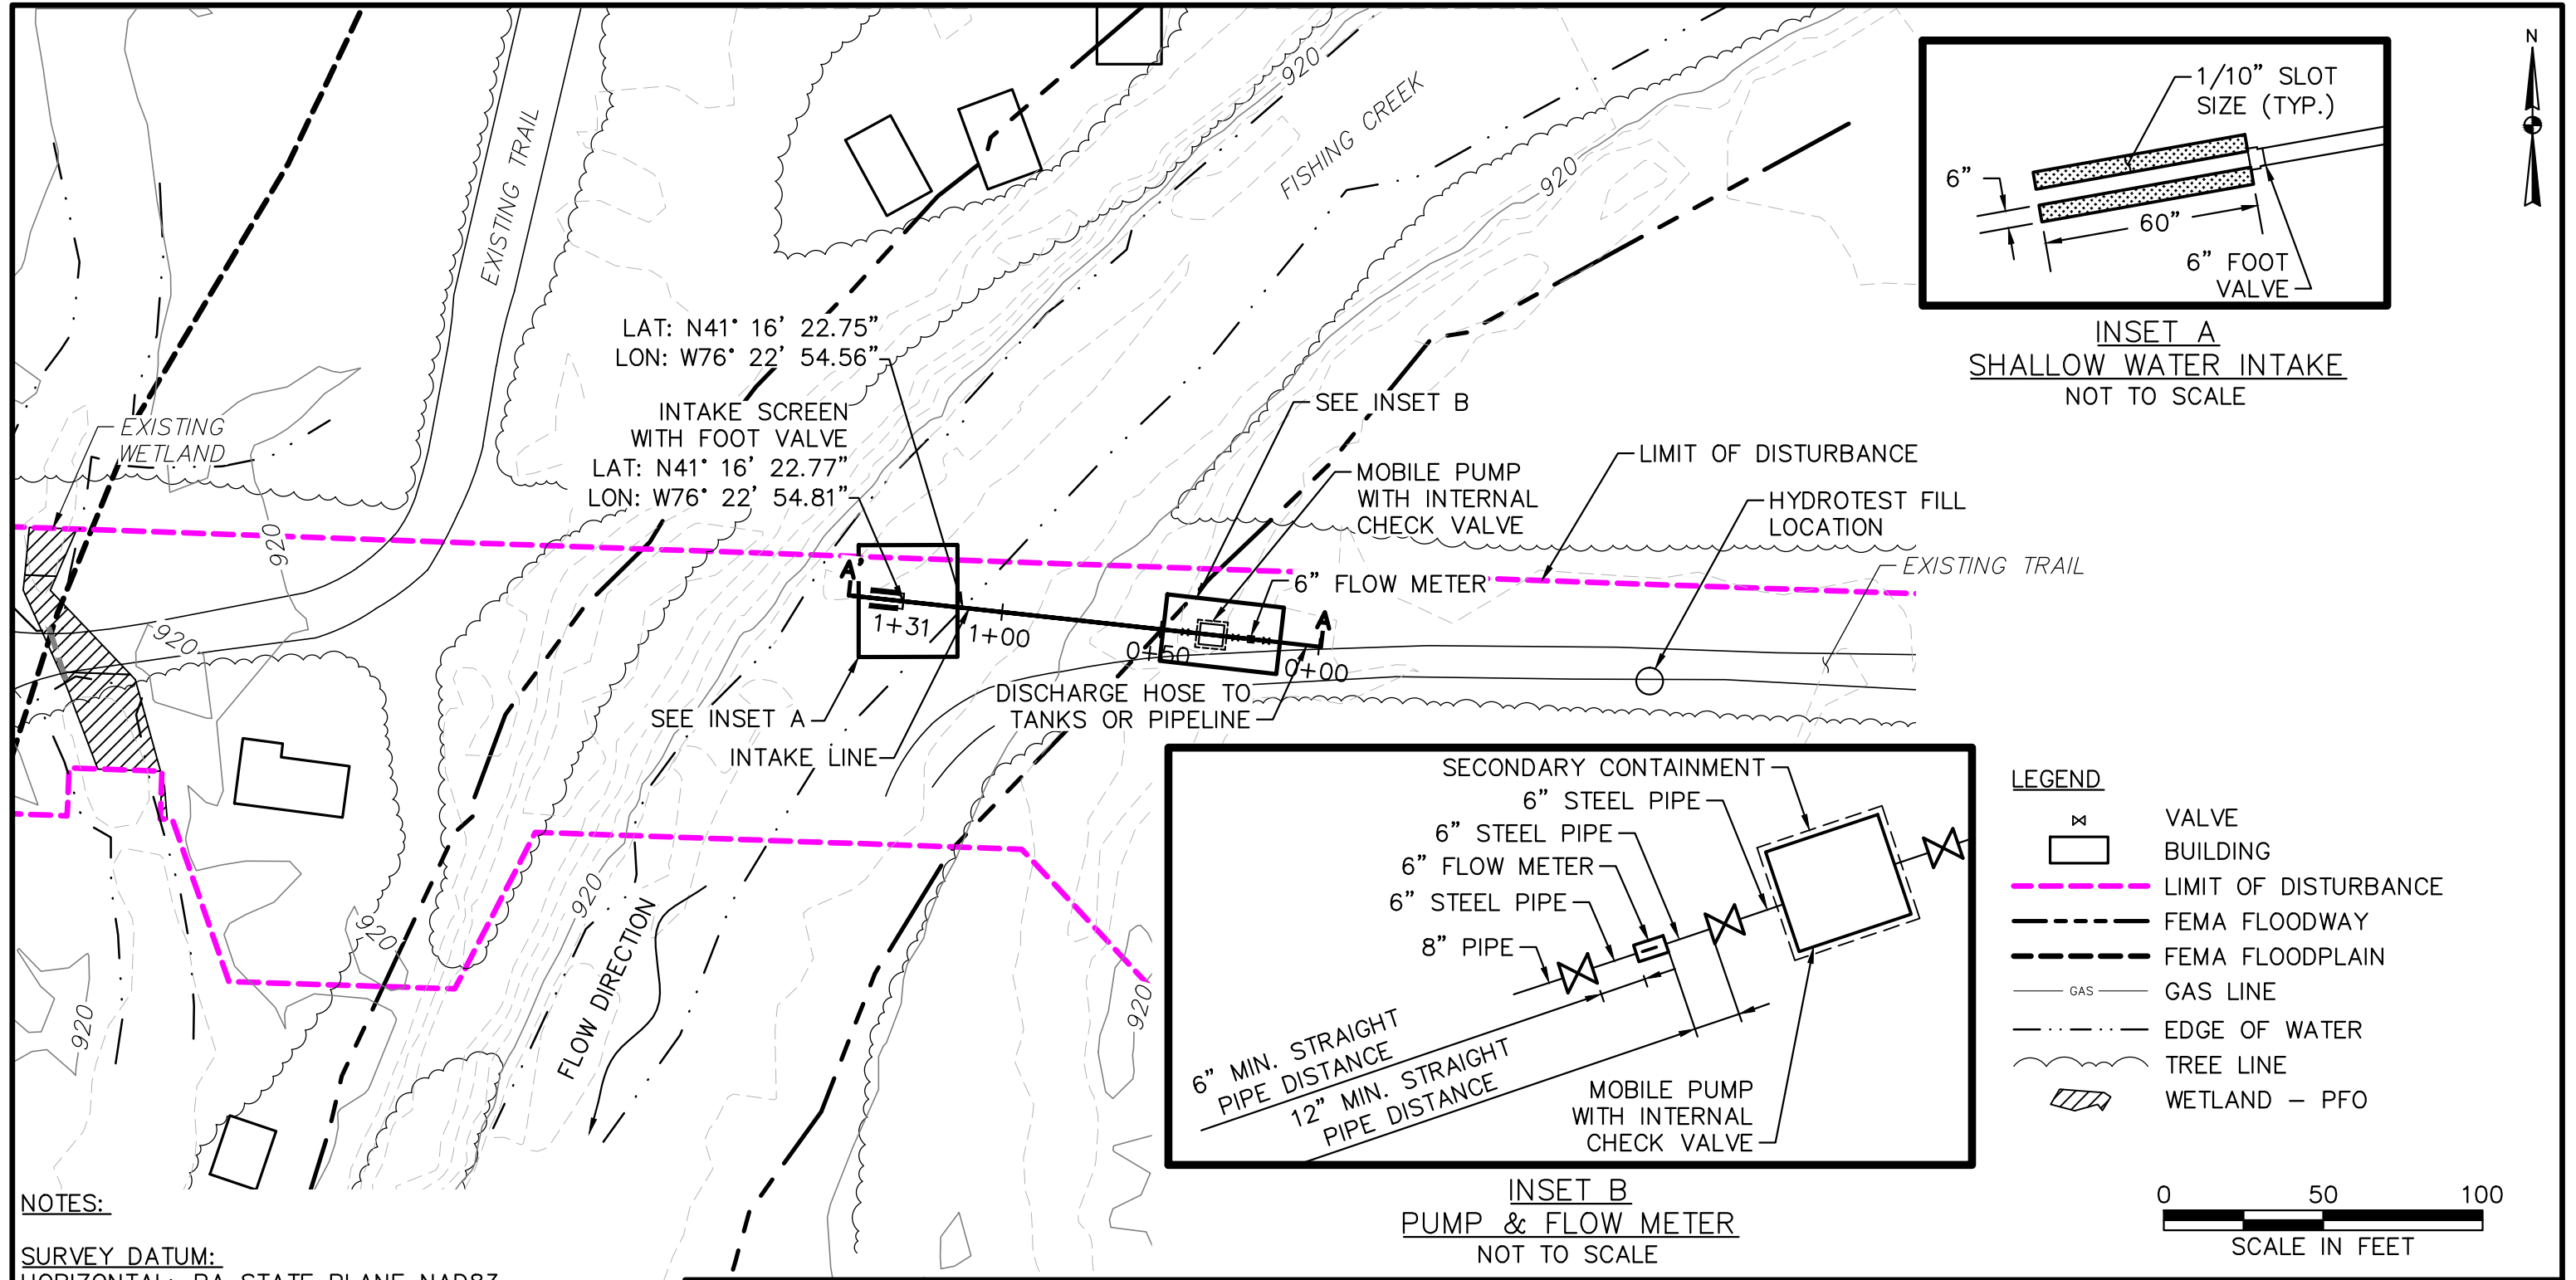 EXISTING TRAIL
920
FISHING CREEK
920
1/10" SLOT
SIZE (TYP.)
6"
60"
6" FOOT
VALVE
INSET A
SHALLOW WATER INTAKE
NOT TO SCALE
N
LAT: N41° 16' 22.75"
LON: W76° 22' 54.56"
INTAKE SCREEN
WITH FOOT VALVE
LAT: N41° 16' 22.77"
LON: W76° 22' 54.81"
EXISTING
WETLAND
920
920
SEE INSET B
MOBILE PUMP
WITH INTERNAL
CHECK VALVE
LIMIT OF DISTURBANCE
HYDROTEST FILL
LOCATION
EXISTING TRAIL
6" FLOW METER
A'
A
1+31
1+00
0+50
0+00
DISCHARGE HOSE TO
TANKS OR PIPELINE
SEE INSET A
INTAKE LINE
920
920
920
920
FLOW DIRECTION
SECONDARY CONTAINMENT
6" STEEL PIPE
6" STEEL PIPE
6" FLOW METER
6" STEEL PIPE
8" PIPE
6" MIN. STRAIGHT
PIPE DISTANCE
12" MIN. STRAIGHT
PIPE DISTANCE
MOBILE PUMP
WITH INTERNAL
CHECK VALVE
INSET B
PUMP & FLOW METER
NOT TO SCALE
LEGEND
VALVE
BUILDING
LIMIT OF DISTURBANCE
FEMA FLOODWAY
FEMA FLOODPLAIN
GAS GAS LINE
EDGE OF WATER
TREE LINE
WETLAND – PFO
0 50 100
SCALE IN FEET
NOTES:
SURVEY DATUM:
HORIZONTAL: PA STATE PLANE NAD83